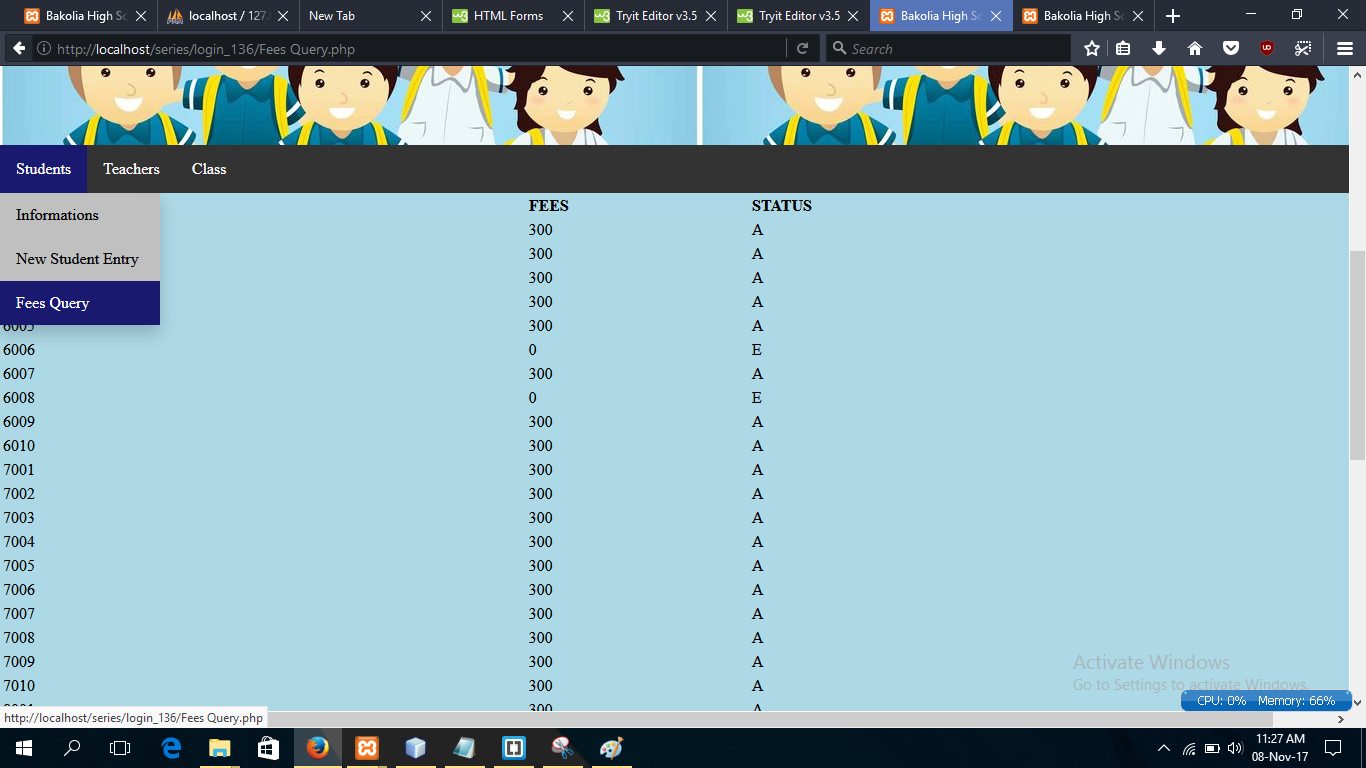 Bakolia High Sc
localhost / 127.
New Tab
HTML Forms
Tryit Editor v3.5
Tryit Editor v3.5
Bakolia High Sc
Bakolia High Sc
http://localhost/series/login_136/Fees Query.php
Search
Students Teachers Class
Informations
New Student Entry
Fees Query
FEES STATUS
300 A
300 A
300 A
300 A
6005 300 A
6006 0 E
6007 300 A
6008 0 E
6009 300 A
6010 300 A
7001 300 A
7002 300 A
7003 300 A
7004 300 A
7005 300 A
7006 300 A
7007 300 A
7008 300 A
7009 300 A
7010 300 A
300 A
Activate Windows
Go to Settings to activate Windows.
CPU: 0% Memory: 66%
http://localhost/series/login_136/Fees Query.php
11:27 AM
08-Nov-17